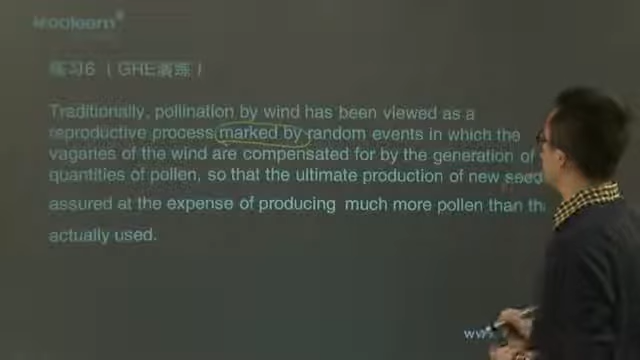 koolearn
练习6 （GRE演练）
Traditionally, pollination by wind has been viewed as a
reproductive process marked by random events in which the
vagaries of the wind are compensated for by the generation of
quantities of pollen, so that the ultimate production of new
assured at the expense of producing much more pollen than
actually used.